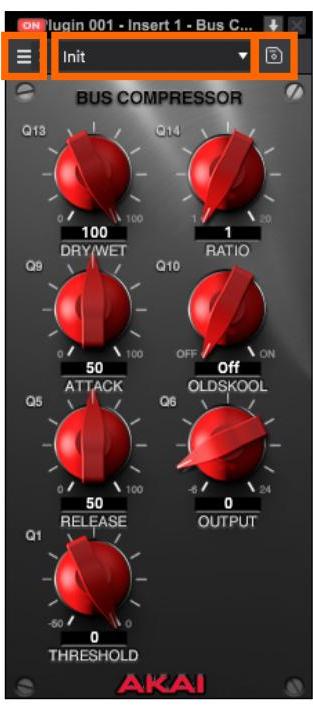 ON Plugin 001 - Insert 1 - Bus C...
Init
BUS COMPRESSOR
Q13 Q14
0 100 1 20
100 1
DRY/WET RATIO
Q9 Q10
0 100 OFF ON
50 Off
ATTACK OLDSKOOL
Q5 Q6
0 100 -6 24
50 0
RELEASE OUTPUT
Q1
-50 0
0
THRESHOLD
AKAI